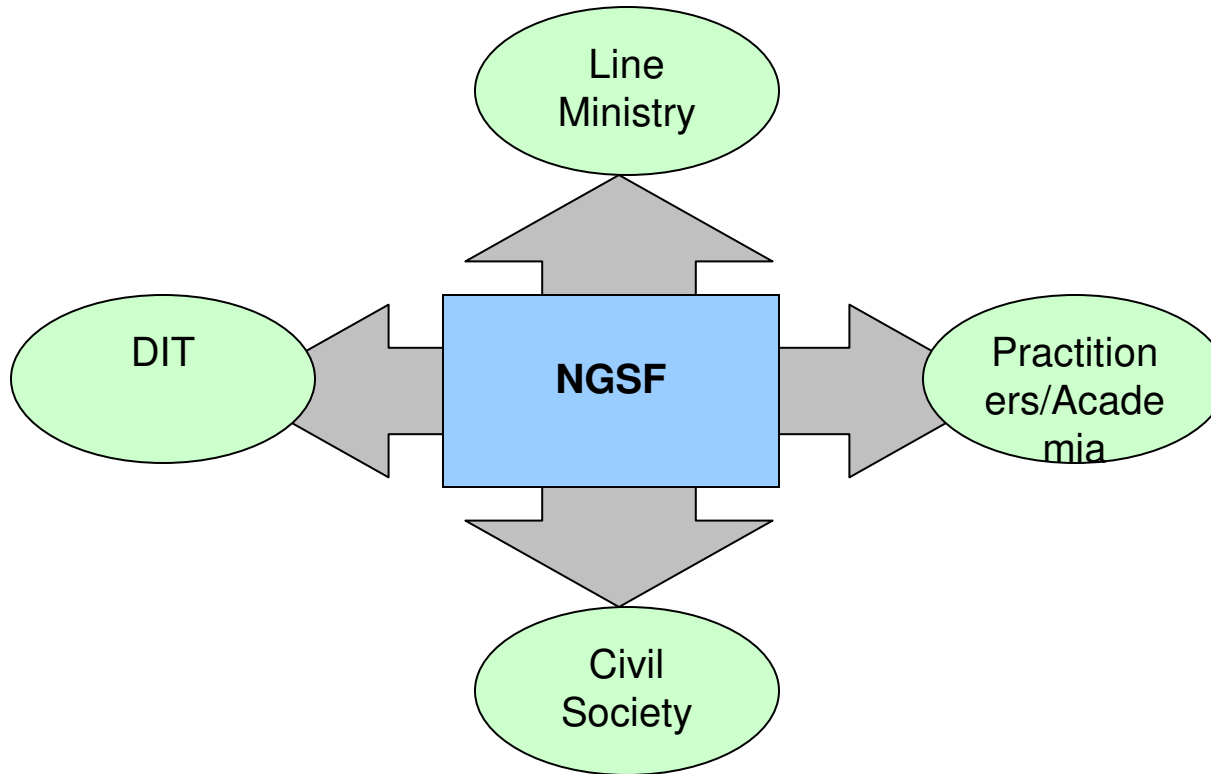 Line
Ministry
DIT
NGSF
Practition
ers/Acade
mia
Civil
Society